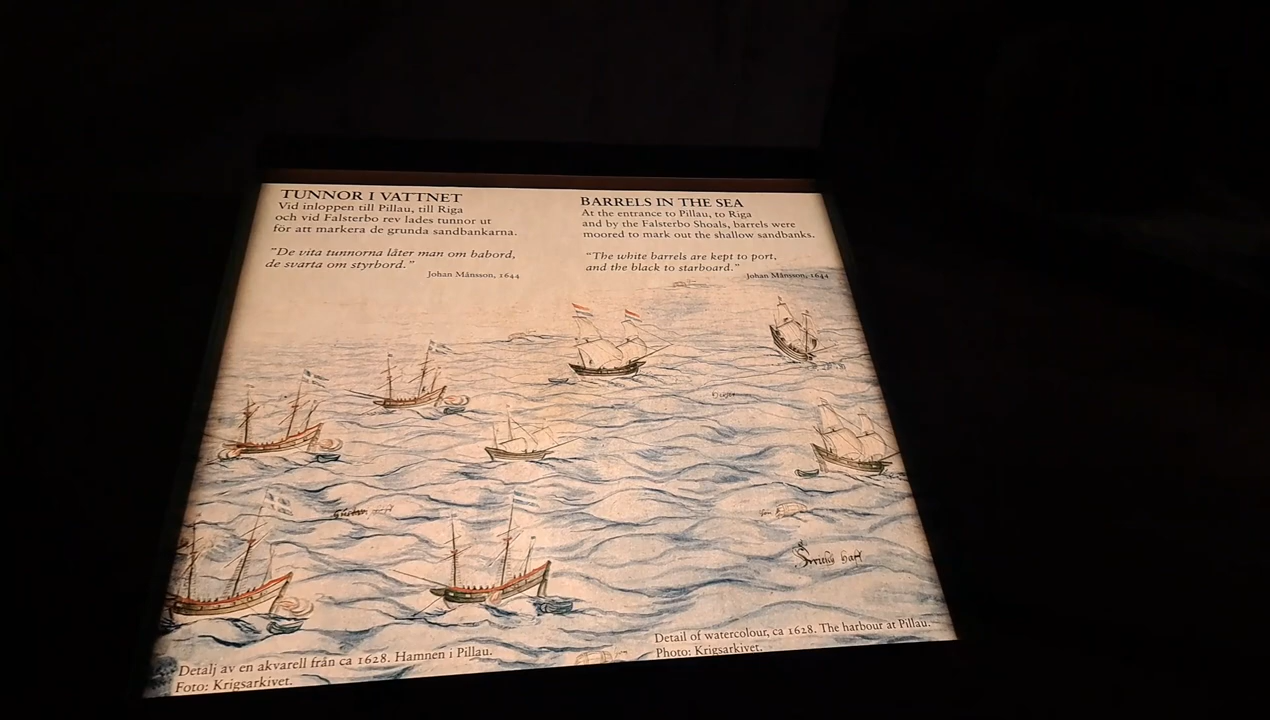 TUNNOR I VATTNET
Vid inloppen till Pillau, till Riga
och vid Falsterbo rev lades tunnor ut
för att markera de grunda sandbankarna.
"De vita tunnorna låter man om babord,
de svarta om styrbord."
Johan Månsson, 1644
BARRELS IN THE SEA
At the entrance to Pillau, to Riga
and by the Falsterbo Shoals, barrels were
moored to mark out the shallow sandbanks.
"The white barrels are kept to port,
and the black to starboard."
Johan Månsson, 1644
haff
Detalj av en akvarell från ca 1628. Hamnen i Pillau.
Foto: Krigsarkivet.
Detail of watercolour, ca 1628. The harbour at Pillau.
Photo: Krigsarkivet.